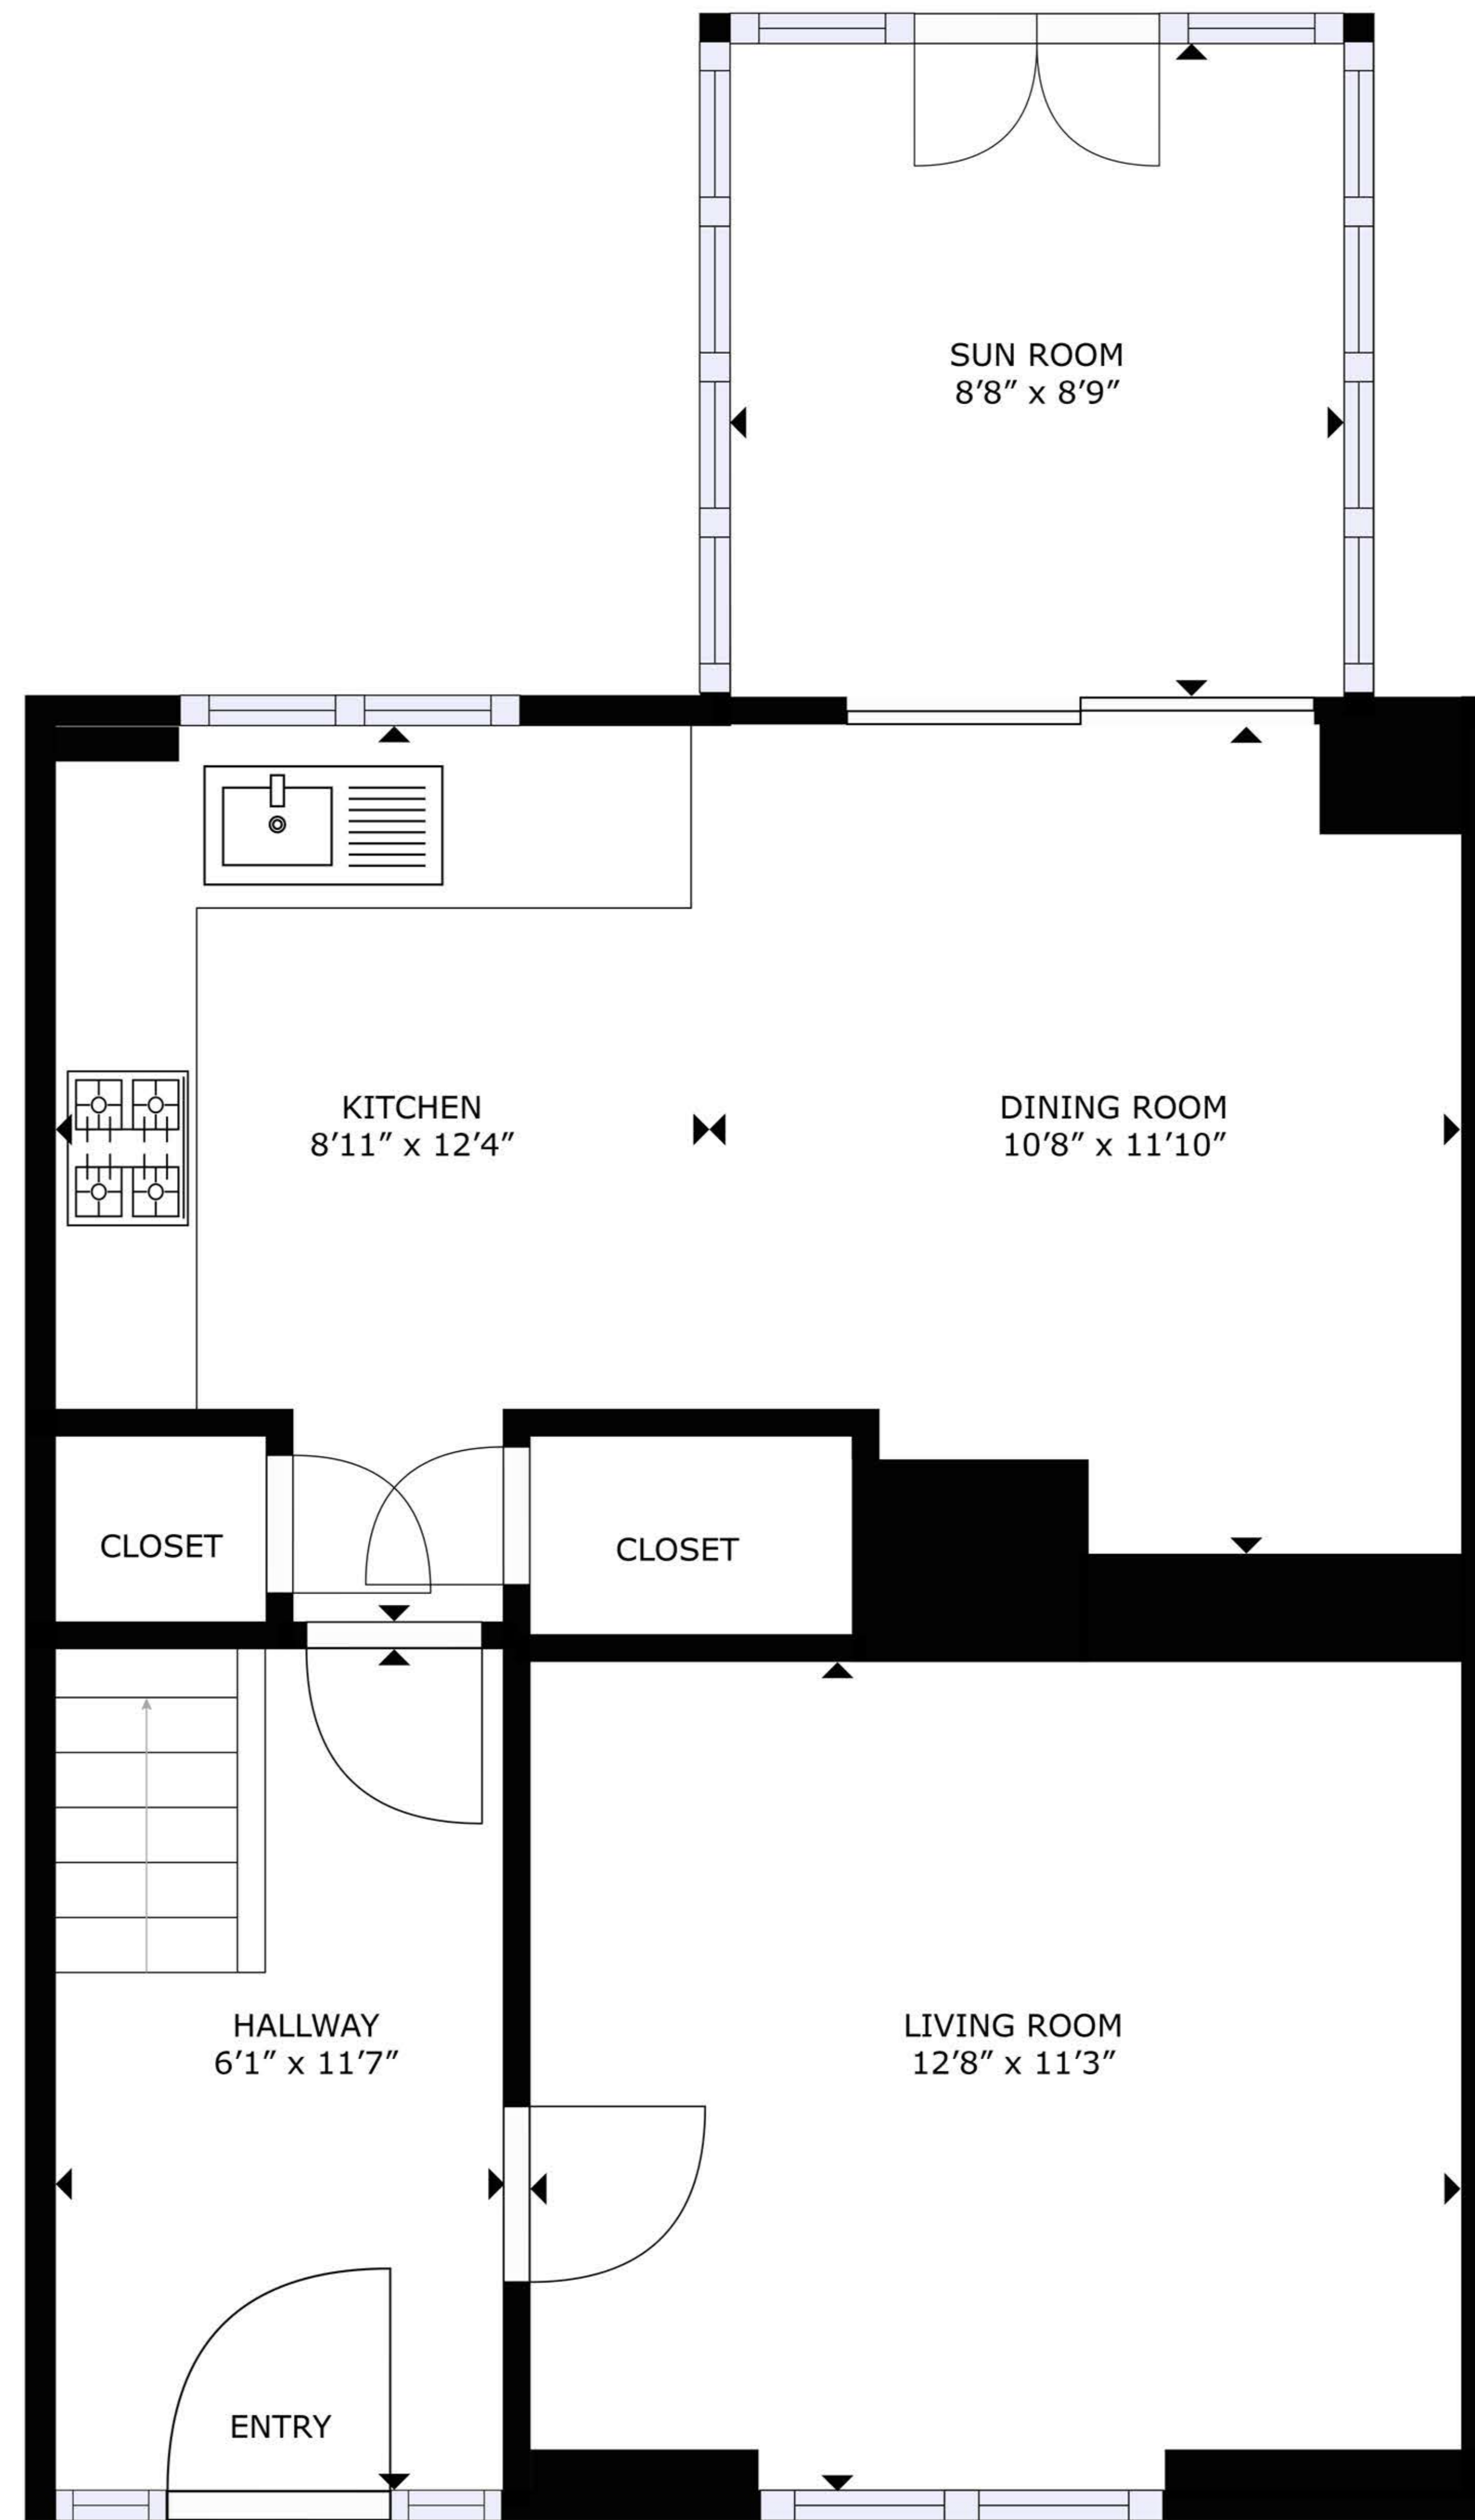 SUN ROOM
8′8″ x 8′9″
KITCHEN
8′11″ x 12′4″
DINING ROOM
10′8″ x 11′10″
CLOSET
CLOSET
HALLWAY
6′1″ x 11′7″
LIVING ROOM
12′8″ x 11′3″
ENTRY